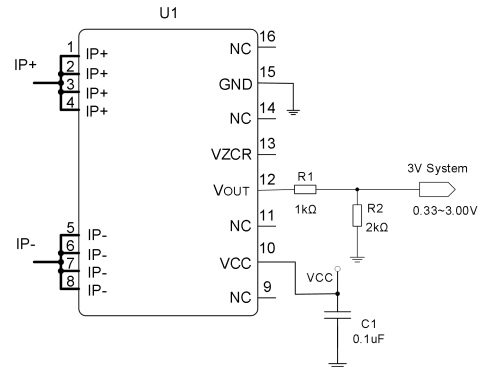 U1
1 IP+
2 IP+
3 IP+
4 IP+
IP+
5 IP-
6 IP-
7 IP-
8 IP-
IP-
16 NC
15 GND
14 NC
13 VZCR
12 VOUT
11 NC
10 VCC
9 NC
R1
1kΩ
R2
2kΩ
3V System
0.33~3.00V
VCC
C1
0.1uF